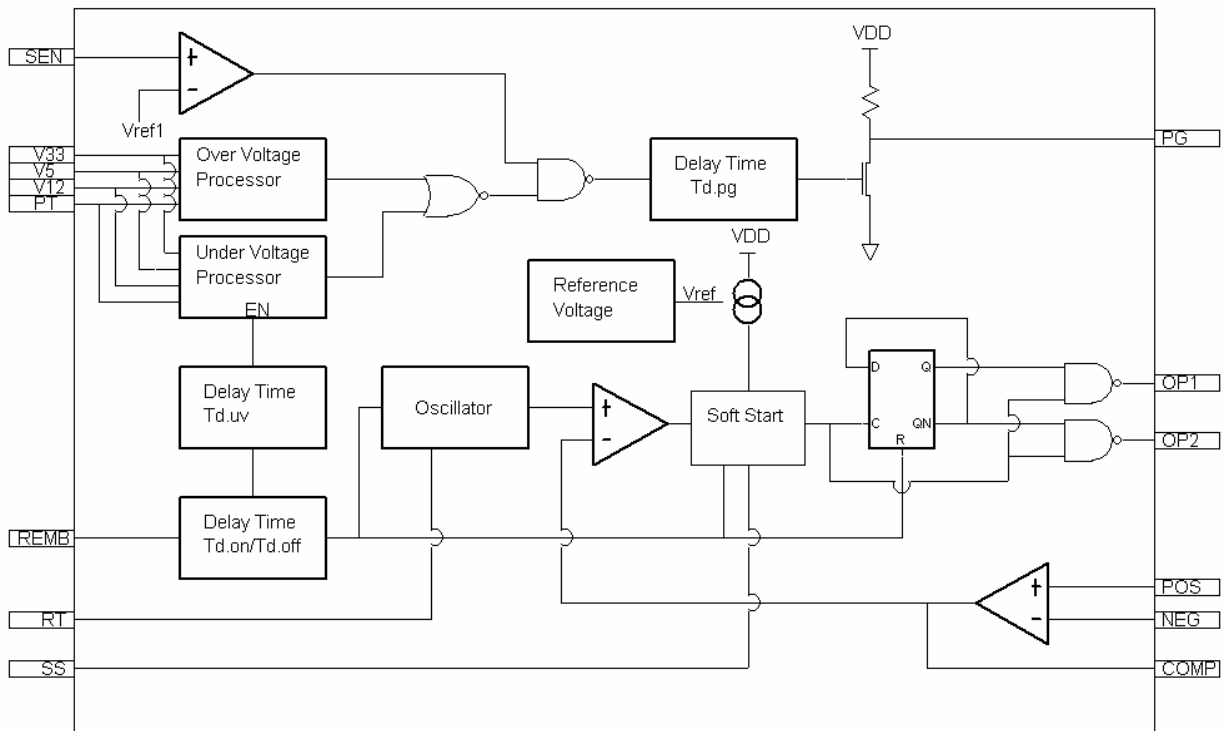 VDD
SEN
+
-
Vref1
PG
V33
V5
V12
PT
Over Voltage
Processor
Delay Time
Td.pg
Under Voltage
Processor
EN
VDD
Reference
Voltage
Vref
Delay Time
Td.uv
Oscillator
+
-
Soft Start
D
Q
C
QN
R
OP1
OP2
REMB
Delay Time
Td.on/Td.off
RT
SS
+
-
POS
NEG
COMP